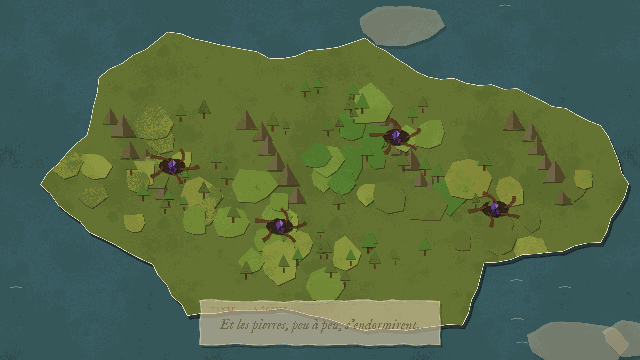 Et les pierres, peu à peu, s'endormirent.